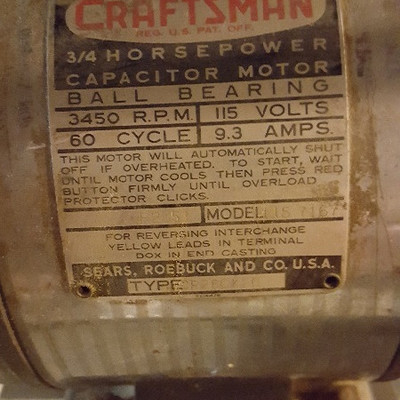 CRAFTSMAN
REG. U.S. PAT. OFF.
3/4 HORSEPOWER
CAPACITOR MOTOR
BALL BEARING
3450 R.P.M. 115 VOLTS
60 CYCLE 9.3 AMPS.
THIS MOTOR WILL AUTOMATICALLY SHUT
OFF IF OVERHEATED. TO START, WAIT
UNTIL MOTOR COOLS THEN PRESS RED
BUTTON FIRMLY UNTIL OVERLOAD
PROTECTOR CLICKS.
MODEL
FOR REVERSING INTERCHANGE
YELLOW LEADS IN TERMINAL
BOX IN END CASTING
SEARS, ROEBUCK AND CO. U.S.A.
TYPE